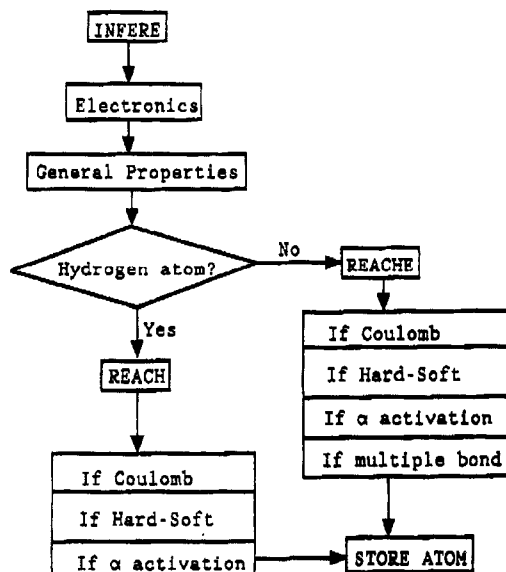 INFERE
Electronics
General Properties
Hydrogen atom?
No
REACHE
Yes
REACH
If Coulomb
If Hard-Soft
If α activation
If multiple bond
If Coulomb
If Hard-Soft
If α activation
STORE ATOM